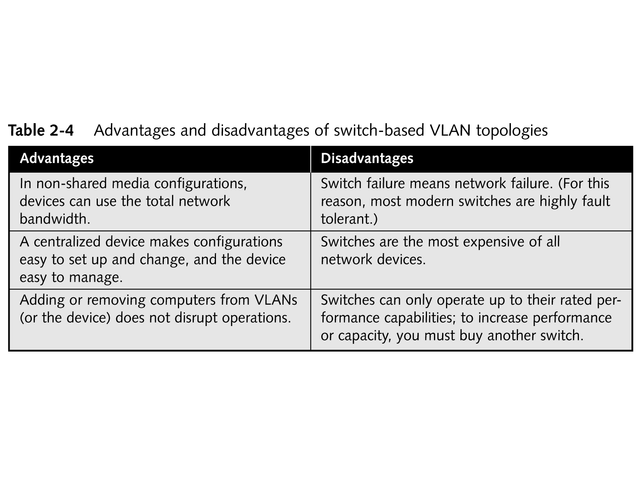 Table 2-4 Advantages and disadvantages of switch-based VLAN topologies
Advantages
Disadvantages
In non-shared media configurations,
devices can use the total network
bandwidth.
Switch failure means network failure. (For this
reason, most modern switches are highly fault
tolerant.)
A centralized device makes configurations
easy to set up and change, and the device
easy to manage.
Switches are the most expensive of all
network devices.
Adding or removing computers from VLANs
(or the device) does not disrupt operations.
Switches can only operate up to their rated per-
formance capabilities; to increase performance
or capacity, you must buy another switch.